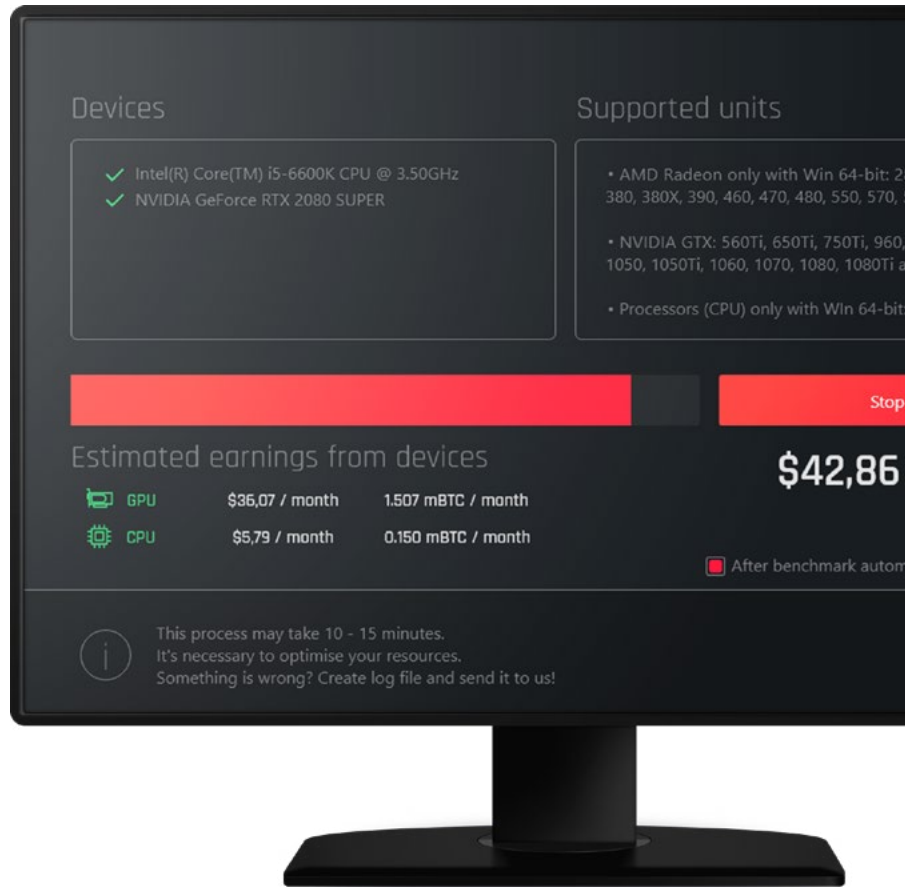 Devices
Intel(R) Core(TM) i5-6600K CPU @ 3.50GHz
NVIDIA GeForce RTX 2080 SUPER
Supported units
• AMD Radeon only with Win 64-bit:
380, 380X, 390, 460, 470, 480, 550, 570,
• NVIDIA GTX: 560Ti, 650Ti, 750Ti, 960,
1050, 1050Ti, 1060, 1070, 1080, 1080Ti
• Processors (CPU) only with WIn 64-bit:
Stop
Estimated earnings from devices
GPU $36,07 / month 1.507 mBTC / month
CPU $5,79 / month 0.150 mBTC / month
$42,86
After benchmark autom
This process may take 10 - 15 minutes.
It's necessary to optimise your resources.
Something is wrong? Create log file and send it to us!